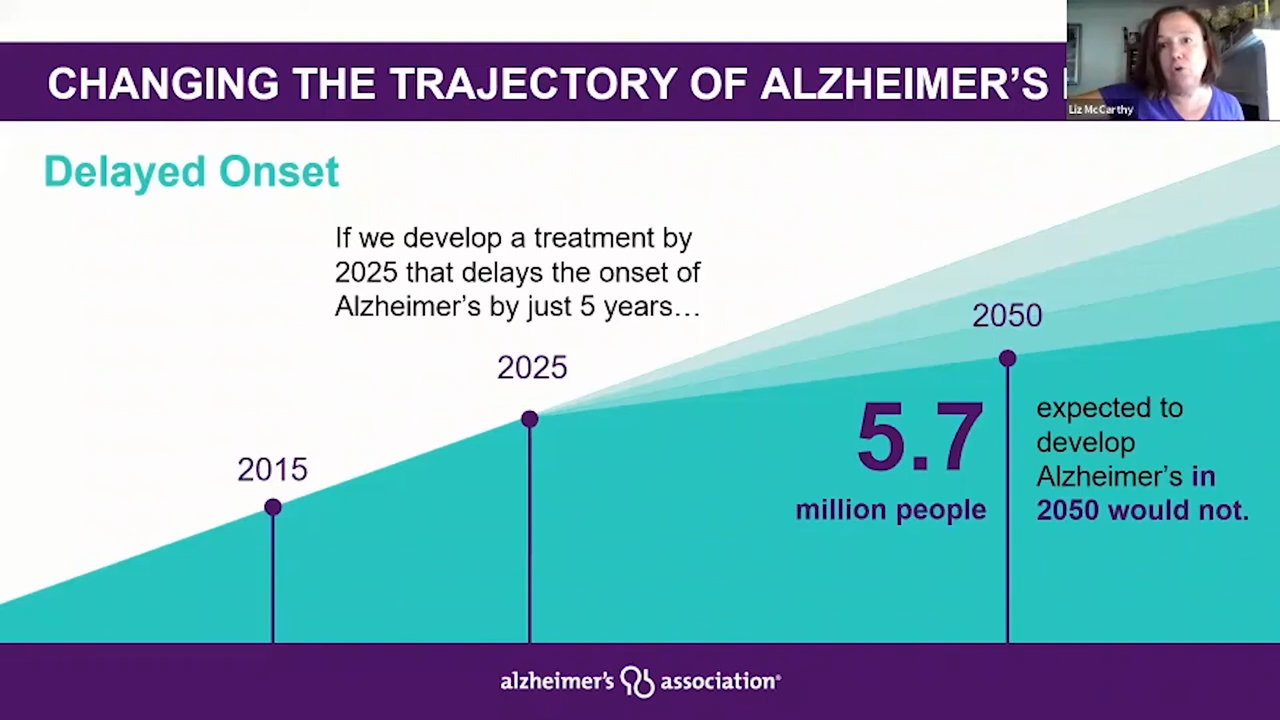 CHANGING THE TRAJECTORY OF ALZHEIMER’S
Liz McCarthy
Delayed Onset
If we develop a treatment by
2025 that delays the onset of
Alzheimer’s by just 5 years…
2015
2025
2050
5.7
million people
expected to
develop
Alzheimer’s in
2050 would not.
alzheimer’s association®